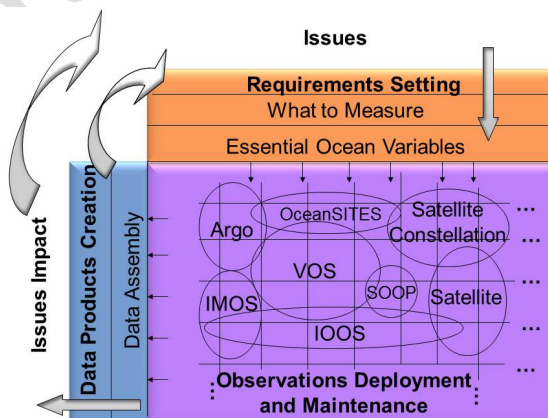 Issues
Requirements Setting
What to Measure
Essential Ocean Variables
Issues Impact
Data Products Creation
Data Assembly
OceanSITES
Argo
Satellite
Constellation
...
...
VOS
SOOP
IMOS
Satellite
...
IOOS
...
...
Observations Deployment
and Maintenance
...
...